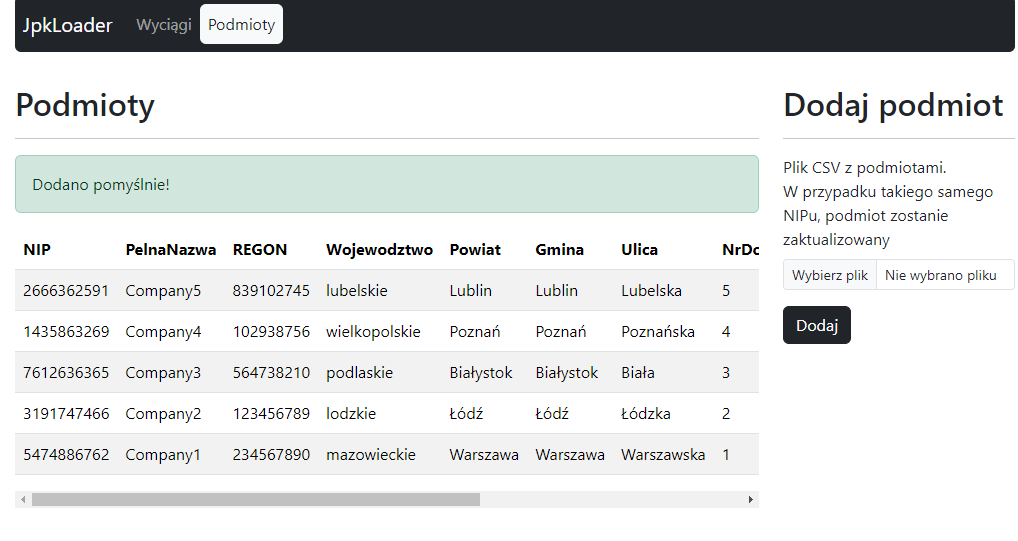 JpkLoader Wyciągi Podmioty
Podmioty
Dodano pomyślnie!
NIP PelnaNazwa REGON Wojewodztwo Powiat Gmina Ulica NrDo
2666362591 Company5 839102745 lubelskie Lublin Lublin Lubelska 5
1435863269 Company4 102938756 wielkopolskie Poznań Poznań Poznańska 4
7612636365 Company3 564738210 podlaskie Białystok Białystok Biała 3
3191747466 Company2 123456789 lodzkie Łódź Łódź Łódzka 2
5474886762 Company1 234567890 mazowieckie Warszawa Warszawa Warszawska 1
Dodaj podmiot
Plik CSV z podmiotami.
W przypadku takiego samego
NIPu, podmiot zostanie
zaktualizowany
Wybierz plik Nie wybrano pliku
Dodaj